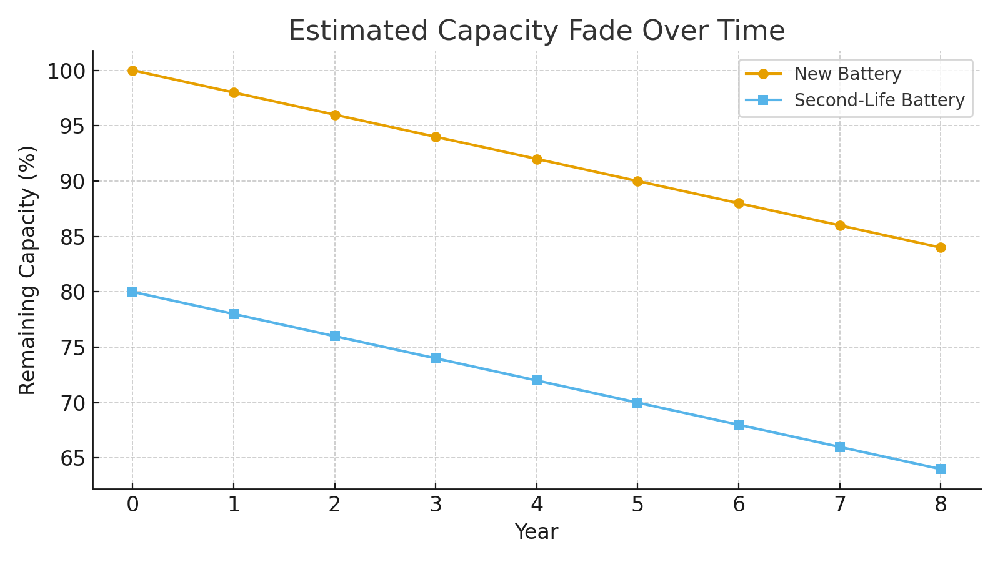 Estimated Capacity Fade Over Time
New Battery
Second-Life Battery
Remaining Capacity (%)
100
95
90
85
80
75
70
65
0 1 2 3 4 5 6 7 8
Year